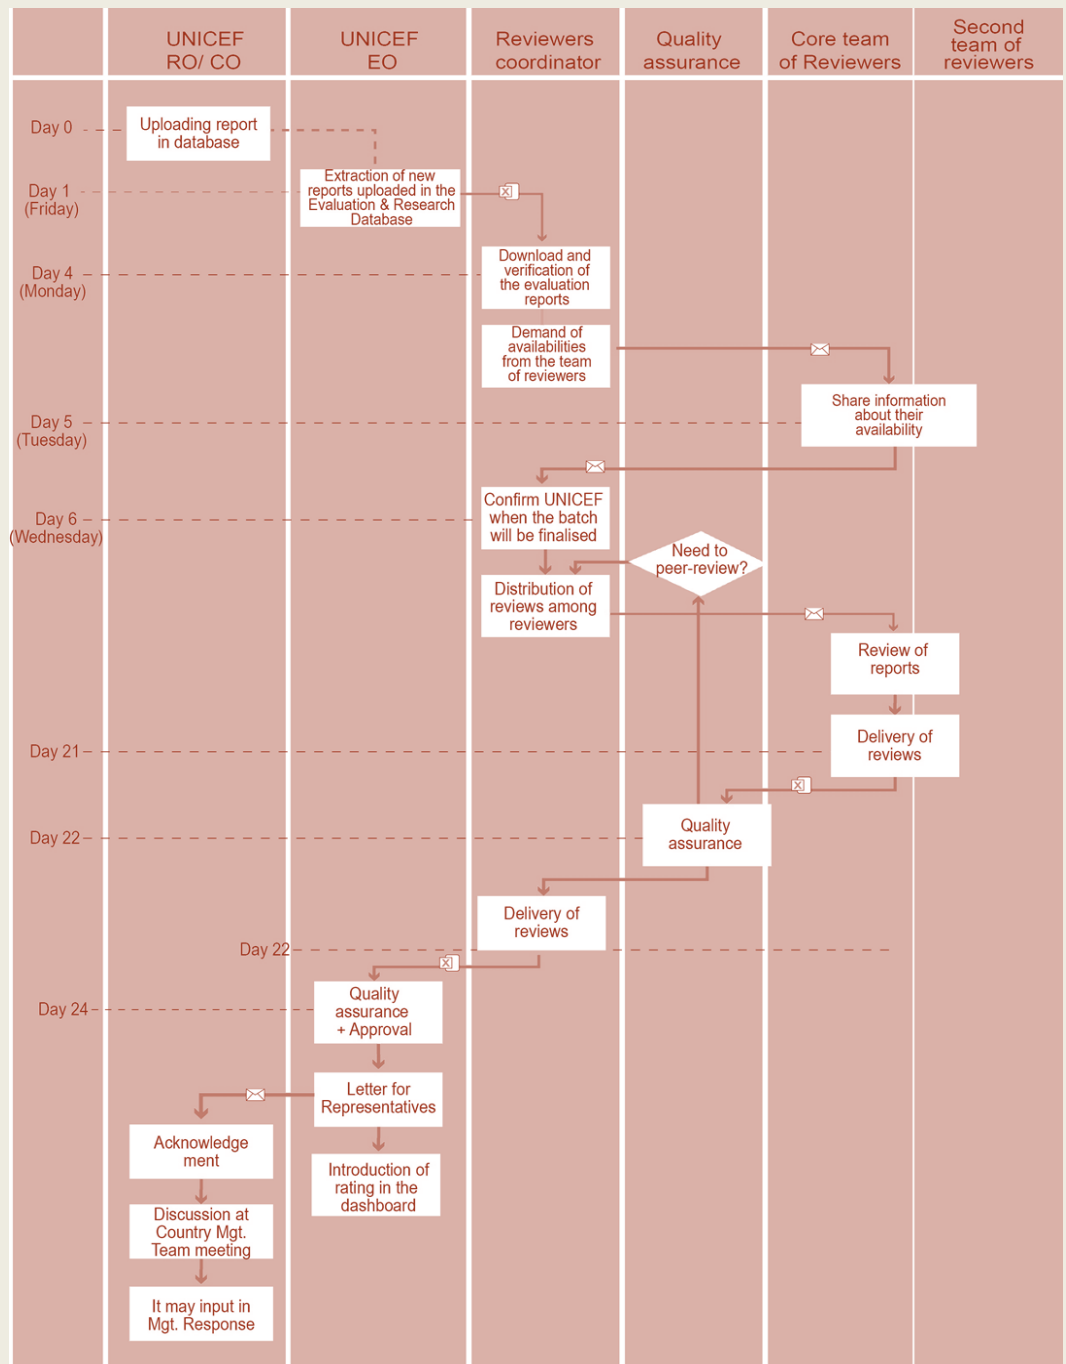 UNICEF
RO/ CO
UNICEF
EO
Reviewers
coordinator
Quality
assurance
Core team
of Reviewers
Second
team of
reviewers
Day 0
Uploading report
in database
Day 1
(Friday)
Extraction of new
reports uploaded in the
Evaluation & Research
Database
Day 4
(Monday)
Download and
verification of
the evaluation
reports
Demand of
availabilities
from the team
of reviewers
Day 5
(Tuesday)
Share information
about their
availability
Day 6
(Wednesday)
Confirm UNICEF
when the batch
will be finalised
Need to
peer-review?
Distribution of
reviews among
reviewers
Review of
reports
Day 21
Delivery of
reviews
Day 22
Quality
assurance
Delivery of
reviews
Day 22
Day 24
Quality
assurance
+ Approval
Letter for
Representatives
Acknowledge
ment
Introduction of
rating in the
dashboard
Discussion at
Country Mgt.
Team meeting
It may input in
Mgt. Response